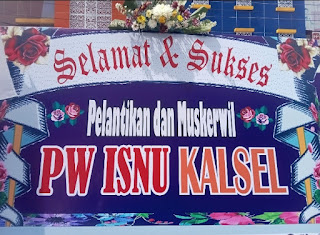 Selamat & Sukses
Pelantikan dan Muskerwil
PW ISNU KALSEL